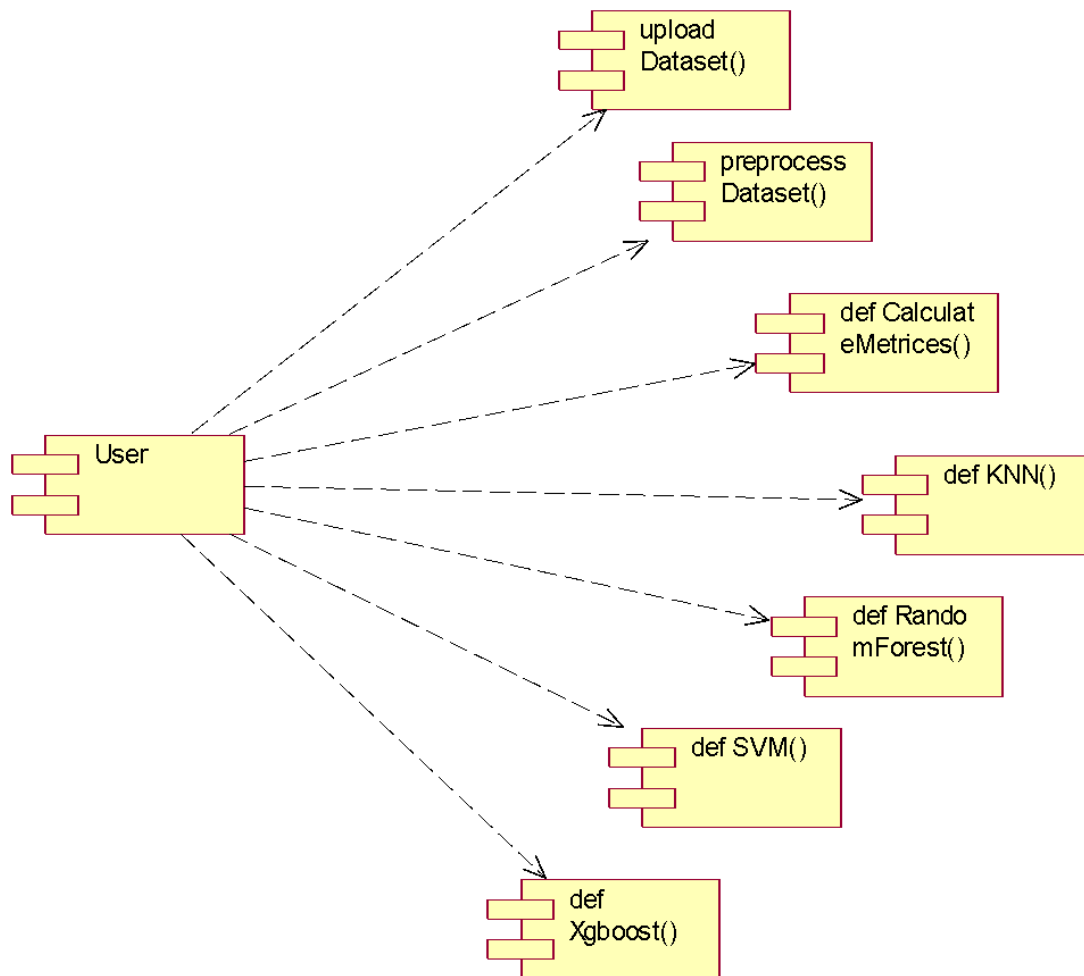 upload
Dataset()
preprocess
Dataset()
def Calculat
eMetrices()
User
def KNN()
def Rando
mForest()
def SVM()
def
Xgboost()